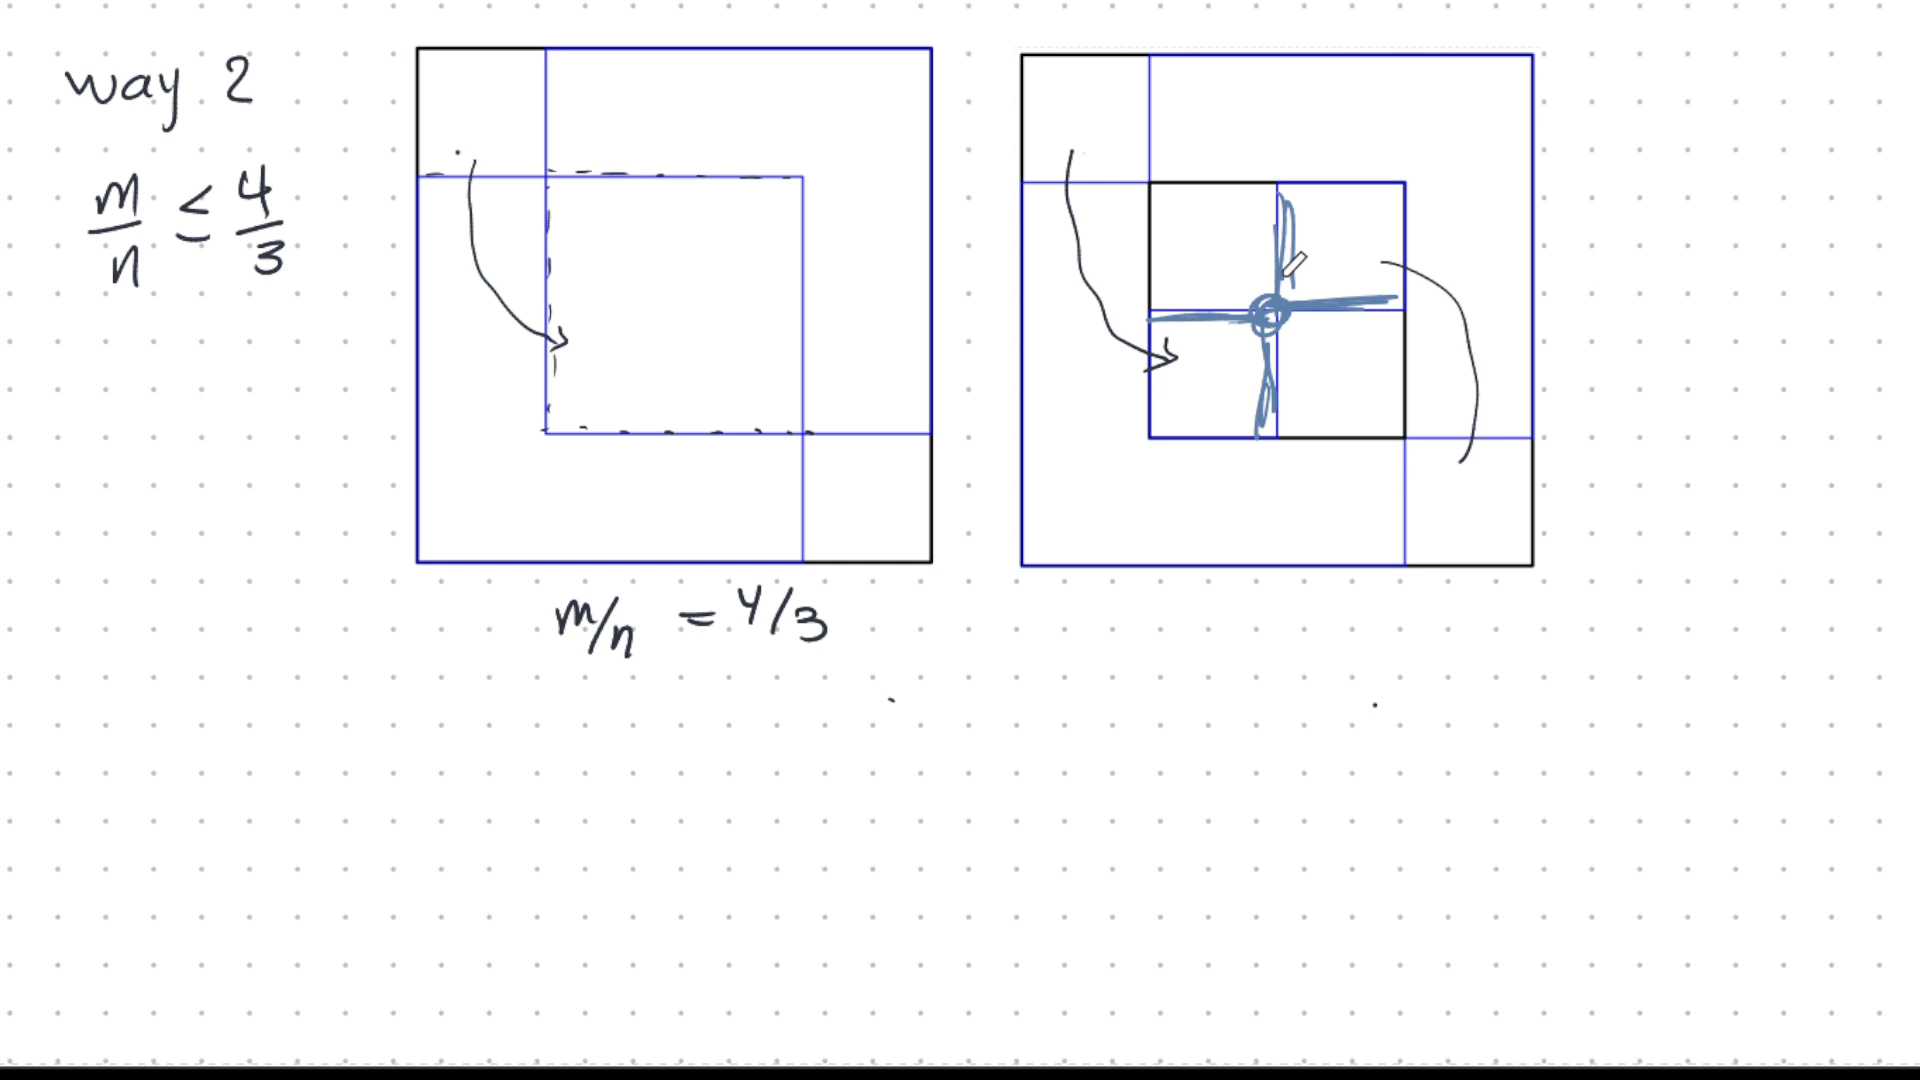 way 2
m/n ≤ 4/3
m/n = 4/3